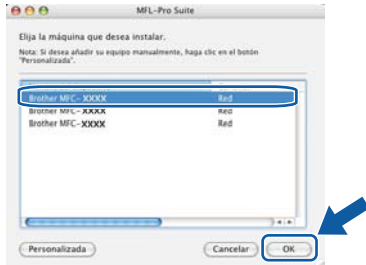 MFL-Pro Suite
Elija la máquina que desea instalar.
Nota: Si desea añadir su equipo manualmente, haga clic en el botón
"Personalizada".
Brother MFC- XXXX Red
Brother MFC- XXXX Red
Brother MFC- XXXX Red
Personalizada Cancelar OK